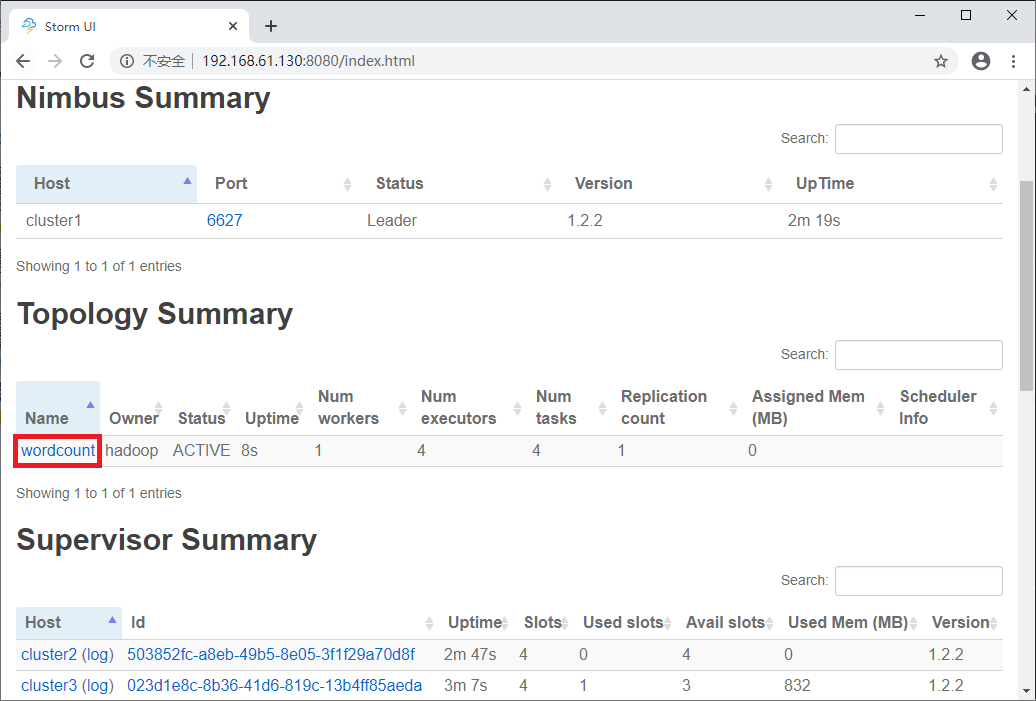 Storm UI
不安全 192.168.61.130:8080/index.html
Nimbus Summary
Search:
Host Port Status Version UpTime
cluster1 6627 Leader 1.2.2 2m 19s
Showing 1 to 1 of 1 entries
Topology Summary
Search:
Name Owner Status Uptime Num workers Num executors Num tasks Replication count Assigned Mem (MB) Scheduler Info
wordcount hadoop ACTIVE 8s 1 4 4 1 0
Showing 1 to 1 of 1 entries
Supervisor Summary
Search:
Host Id Uptime Slots Used slots Avail slots Used Mem (MB) Version
cluster2 (log) 503852fc-a8eb-49b5-8e05-3f1f29a70d8f 2m 47s 4 0 4 0 1.2.2
cluster3 (log) 023d1e8c-8b36-41d6-819c-13b4ff85aeda 3m 7s 4 1 3 832 1.2.2